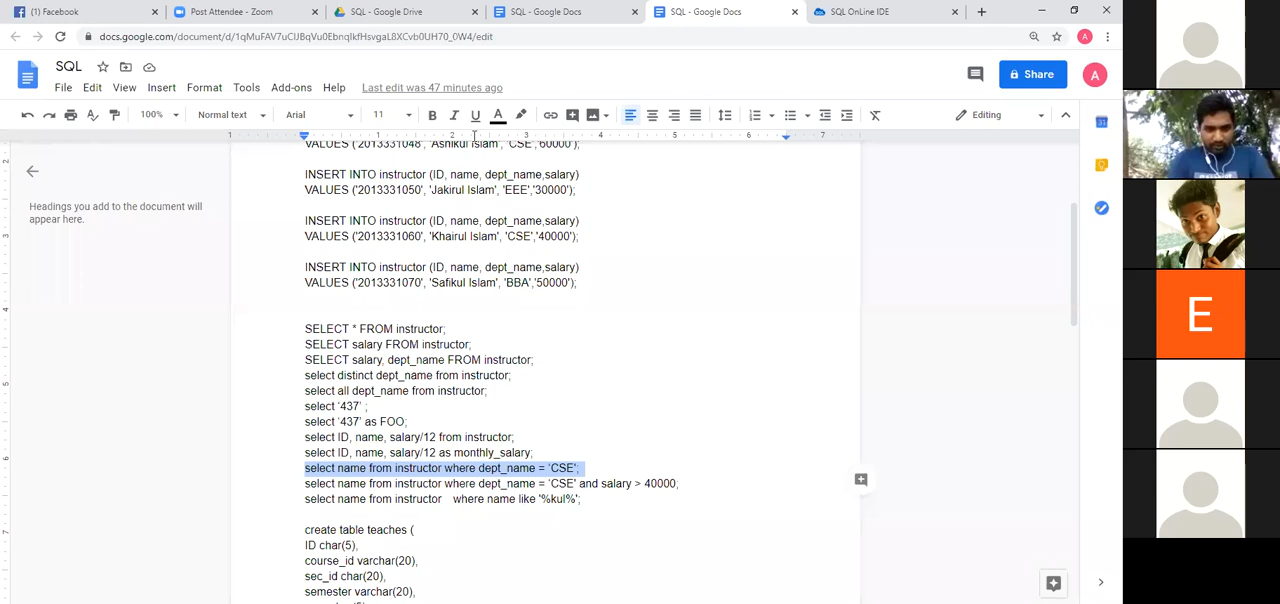 (1) Facebook
Post Attendee - Zoom
SQL - Google Drive
SQL - Google Docs
SQL - Google Docs
SQL OnLine IDE
docs.google.com/document/d/
SQL
File Edit View Insert Format Tools Add-ons Help Last edit was 47 minutes ago
Share
A
A
100% Normal text Arial 11 B I U A Editing
1 1 2 3 4 5 6 7
Headings you add to the document will
appear here.
VALUES ('2013331048', 'Ashikul Islam', 'CSE','60000');
INSERT INTO instructor (ID, name, dept_name,salary)
VALUES ('2013331050', 'Jakirul Islam', 'EEE','30000');
INSERT INTO instructor (ID, name, dept_name,salary)
VALUES ('2013331060', 'Khairul Islam', 'CSE','40000');
INSERT INTO instructor (ID, name, dept_name,salary)
VALUES ('2013331070', 'Safikul Islam', 'BBA','50000');
SELECT * FROM instructor;
SELECT salary FROM instructor;
SELECT salary, dept_name FROM instructor;
select distinct dept_name from instructor;
select all dept_name from instructor;
select '437' ;
select '437' as FOO;
select ID, name, salary/12 from instructor;
select ID, name, salary/12 as monthly_salary;
select name from instructor where dept_name = 'CSE';
select name from instructor where dept_name = 'CSE' and salary > 40000;
select name from instructor where name like '%kul%';
create table teaches (
ID char(5),
course_id varchar(20),
sec_id char(20),
semester varchar(20),
E